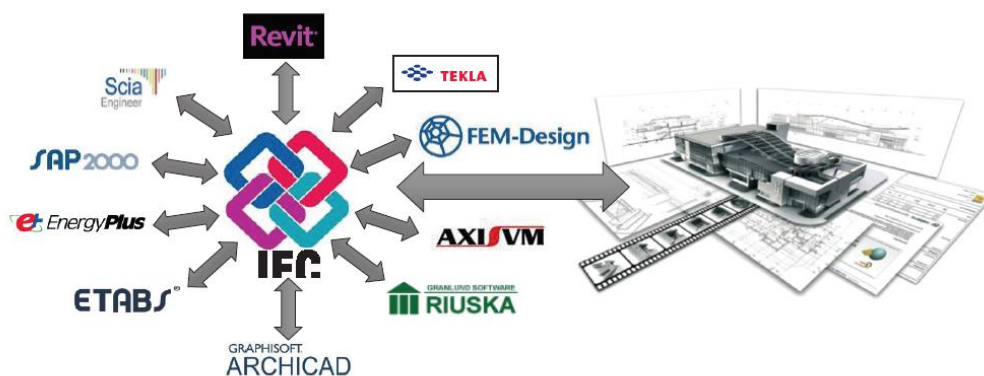 Revit
TEKLA
Scia
Engineer
FEM-Design
SAP2000
EnergyPlus
AXISVM
IFC
ETABS®
GRANLUND SOFTWARE
RIUSKA
GRAPHISOFT.
ARCHICAD